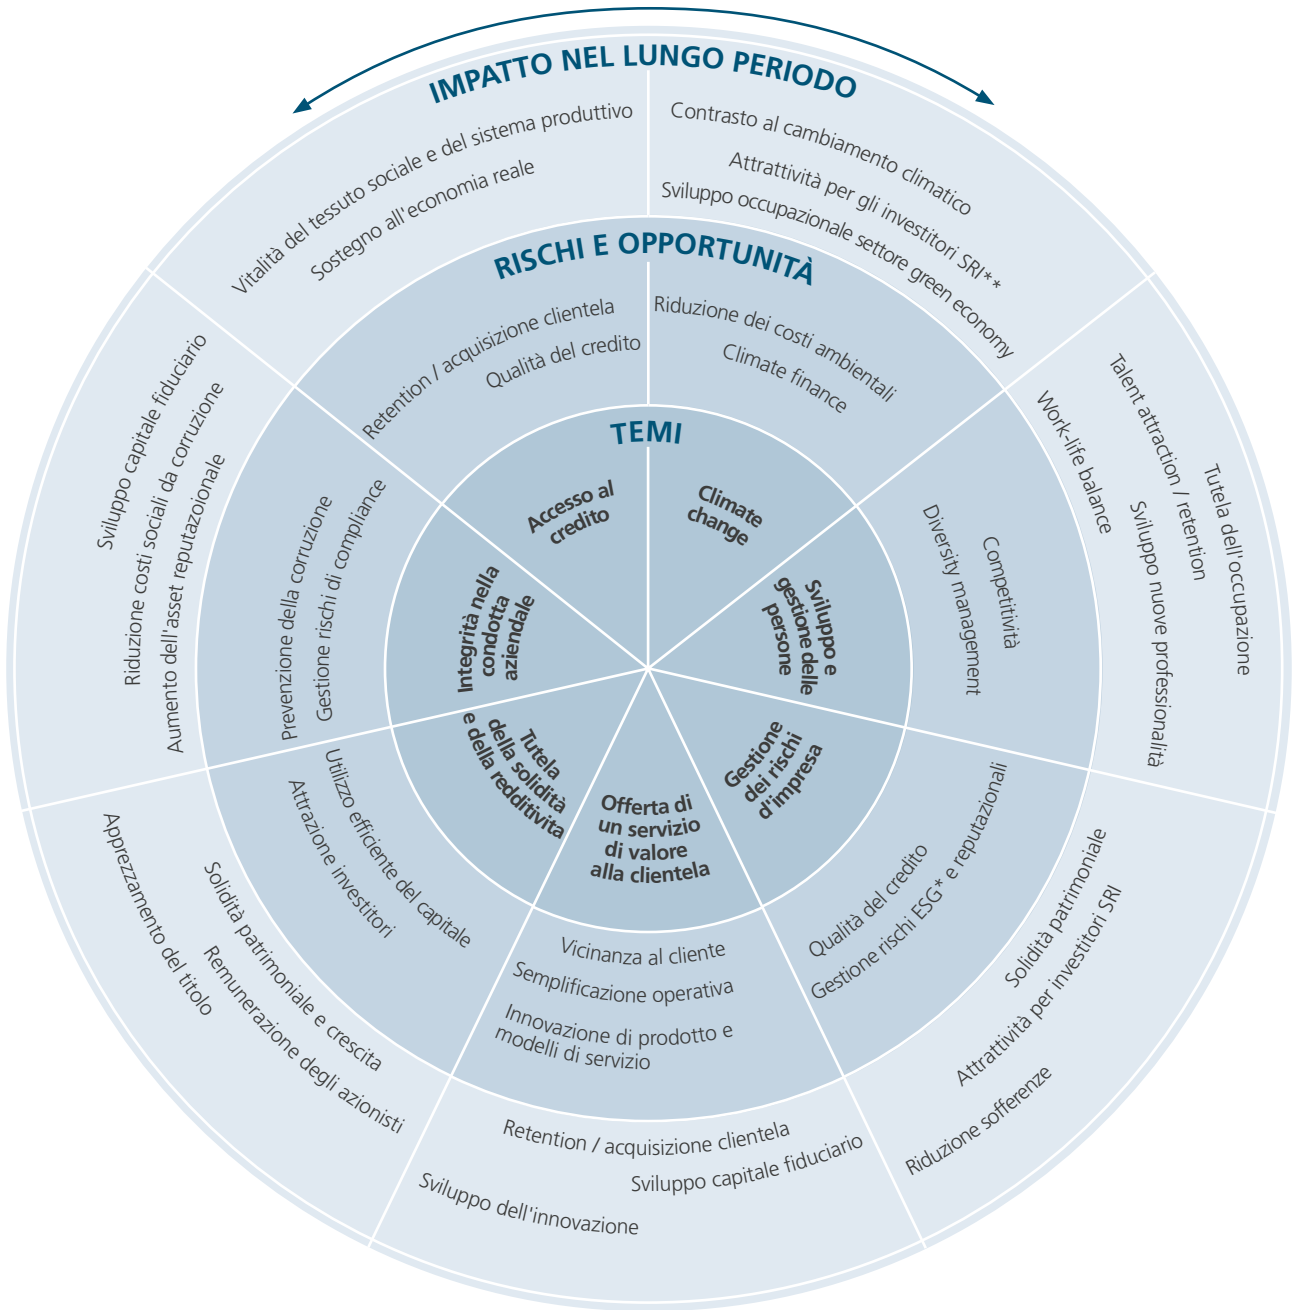 IMPATTO NEL LUNGO PERIODO
Vitalità del tessuto sociale e del sistema produttivo
Sostegno all'economia reale
Contrasto al cambiamento climatico
Attrattività per gli investitori SRI**
Sviluppo occupazionale settore green economy
Talent attraction / retention
Tutela dell'occupazione
Work-life balance
Sviluppo nuove professionalità
Solidità patrimoniale
Attrattività per investitori SRI
Riduzione sofferenze
Retention / acquisizione clientela
Sviluppo capitale fiduciario
Sviluppo dell'innovazione
Apprezzamento del titolo
Solidità patrimoniale e crescita
Remunerazione degli azionisti
Sviluppo capitale fiduciario
Riduzione costi sociali da corruzione
Aumento dell'asset reputazoionale
RISCHI E OPPORTUNITÀ
Retention / acquisizione clientela
Qualità del credito
Riduzione dei costi ambientali
Climate finance
Diversity management
Competitività
Qualità del credito
Gestione rischi ESG* e reputazionali
Vicinanza al cliente
Semplificazione operativa
Innovazione di prodotto e
modelli di servizio
Utilizzo efficiente del capitale
Attrazione investitori
Prevenzione della corruzione
Gestione rischi di compliance
TEMI
Accesso al
credito
Climate
change
Sviluppo e
gestione delle
persone
Gestione
dei rischi
d'impresa
Offerta di
un servizio
di valore
alla clientela
Tutela
della solidità
e della redditivita
Integrità nella
condotta
aziendale